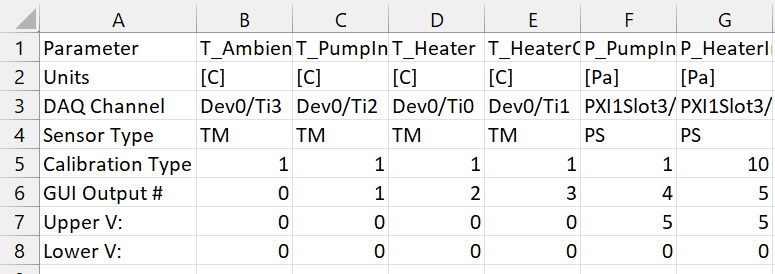 A B C D E F G
1 Parameter T_Ambien T_PumpIn T_Heater T_HeaterC P_PumpIn P_HeaterI
2 Units [C] [C] [C] [C] [Pa] [Pa]
3 DAQ Channel Dev0/Ti3 Dev0/Ti2 Dev0/Ti0 Dev0/Ti1 PXI1Slot3/ PXI1Slot3/
4 Sensor Type TM TM TM TM PS PS
5 Calibration Type 1 1 1 1 1 10
6 GUI Output # 0 1 2 3 4 5
7 Upper V: 0 0 0 0 5 5
8 Lower V: 0 0 0 0 0 0